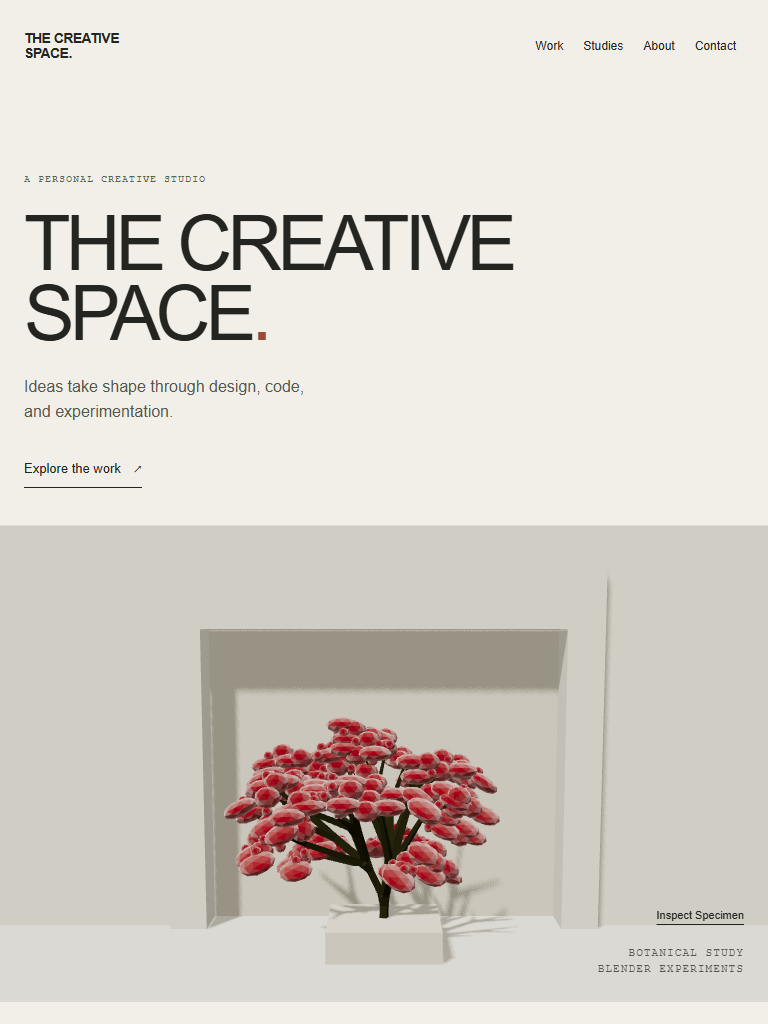 THE CREATIVE
SPACE.
Work Studies About Contact
A PERSONAL CREATIVE STUDIO
THE CREATIVE
SPACE.
Ideas take shape through design, code,
and experimentation.
Explore the work ↗
Inspect Specimen
BOTANICAL STUDY
BLENDER EXPERIMENTS